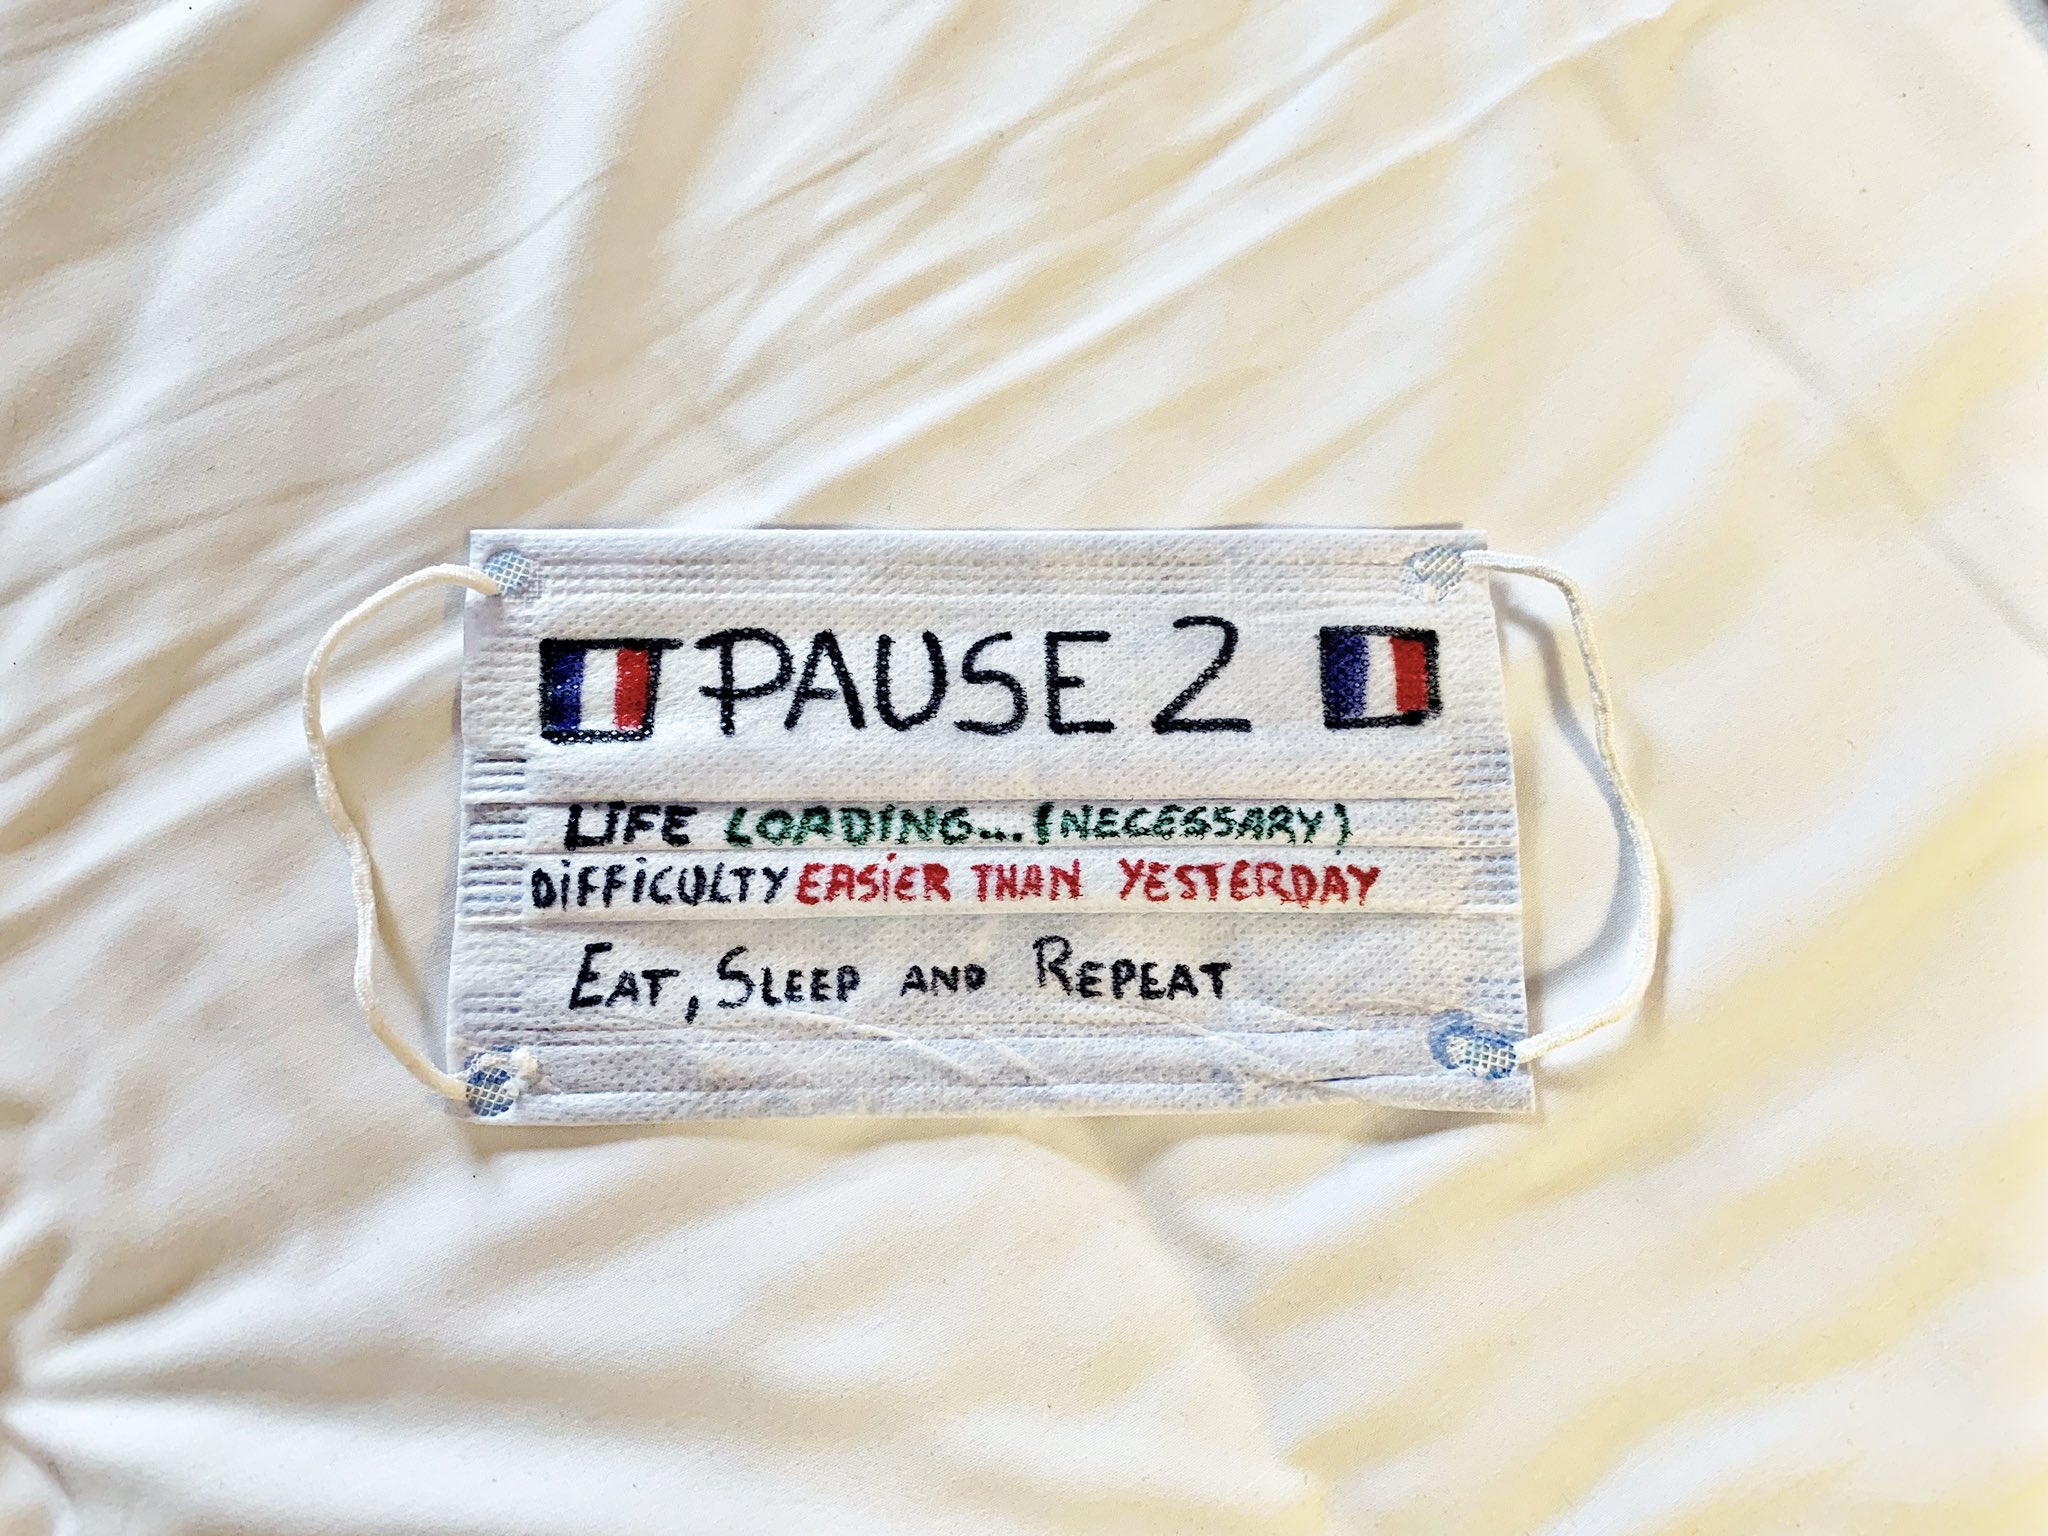 PAUSE 2
LIFE LOADING... (NECESSARY)
DIFFICULTY EASIER THAN YESTERDAY
EAT, SLEEP AND REPEAT